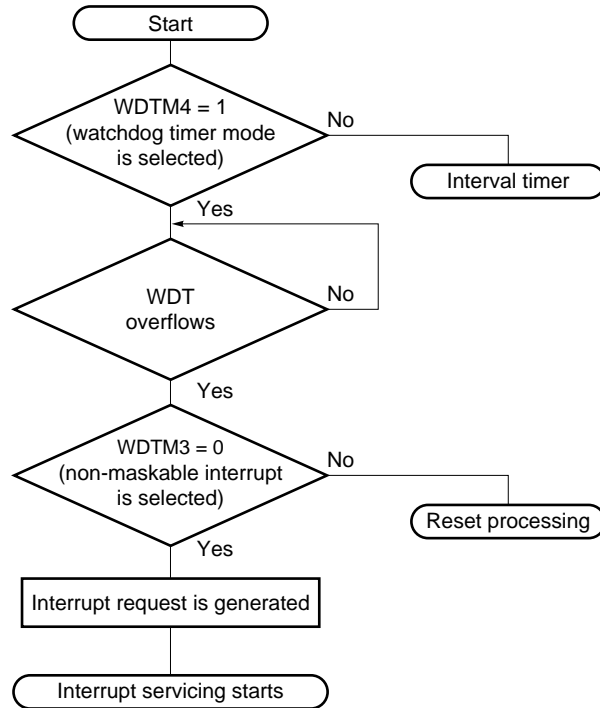 Start
WDTM4 = 1
(watchdog timer mode
is selected)
No
Interval timer
Yes
WDT
overflows
No
Yes
WDTM3 = 0
(non-maskable interrupt
is selected)
No
Reset processing
Yes
Interrupt request is generated
Interrupt servicing starts